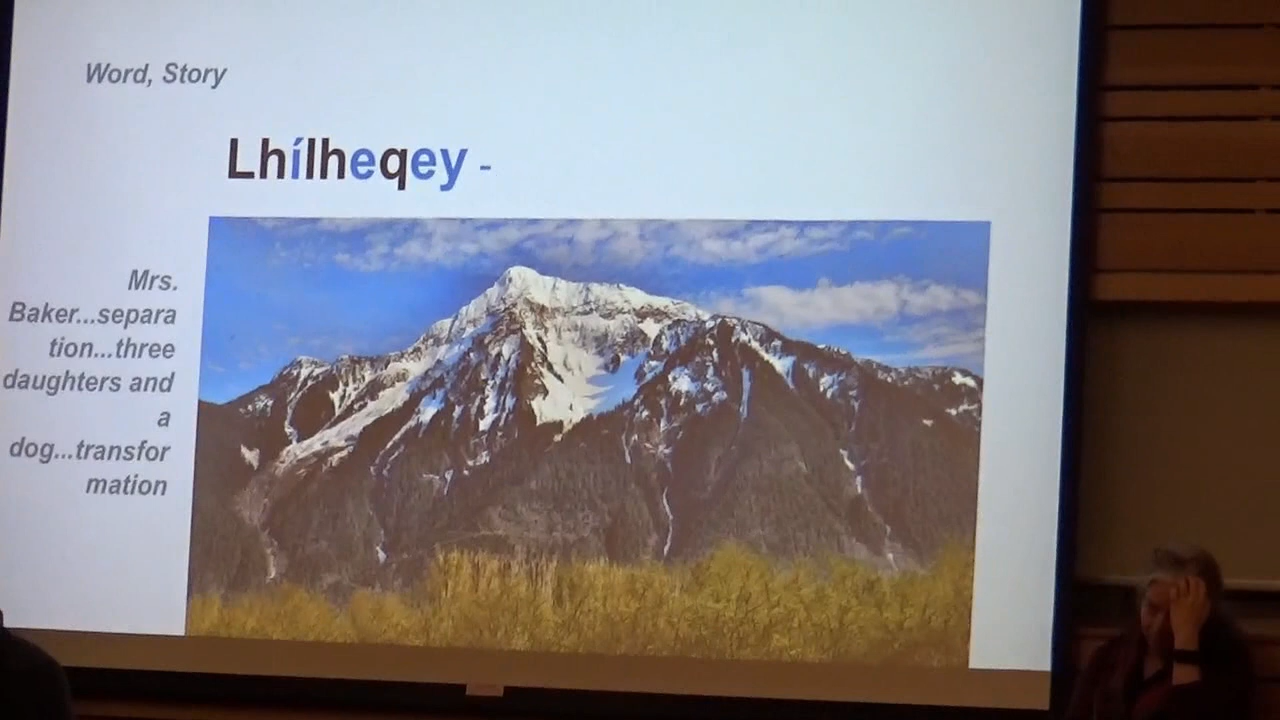 Word, Story
Lhílheqey -
Mrs.
Baker...separa
tion...three
daughters and
a
dog...transfor
mation